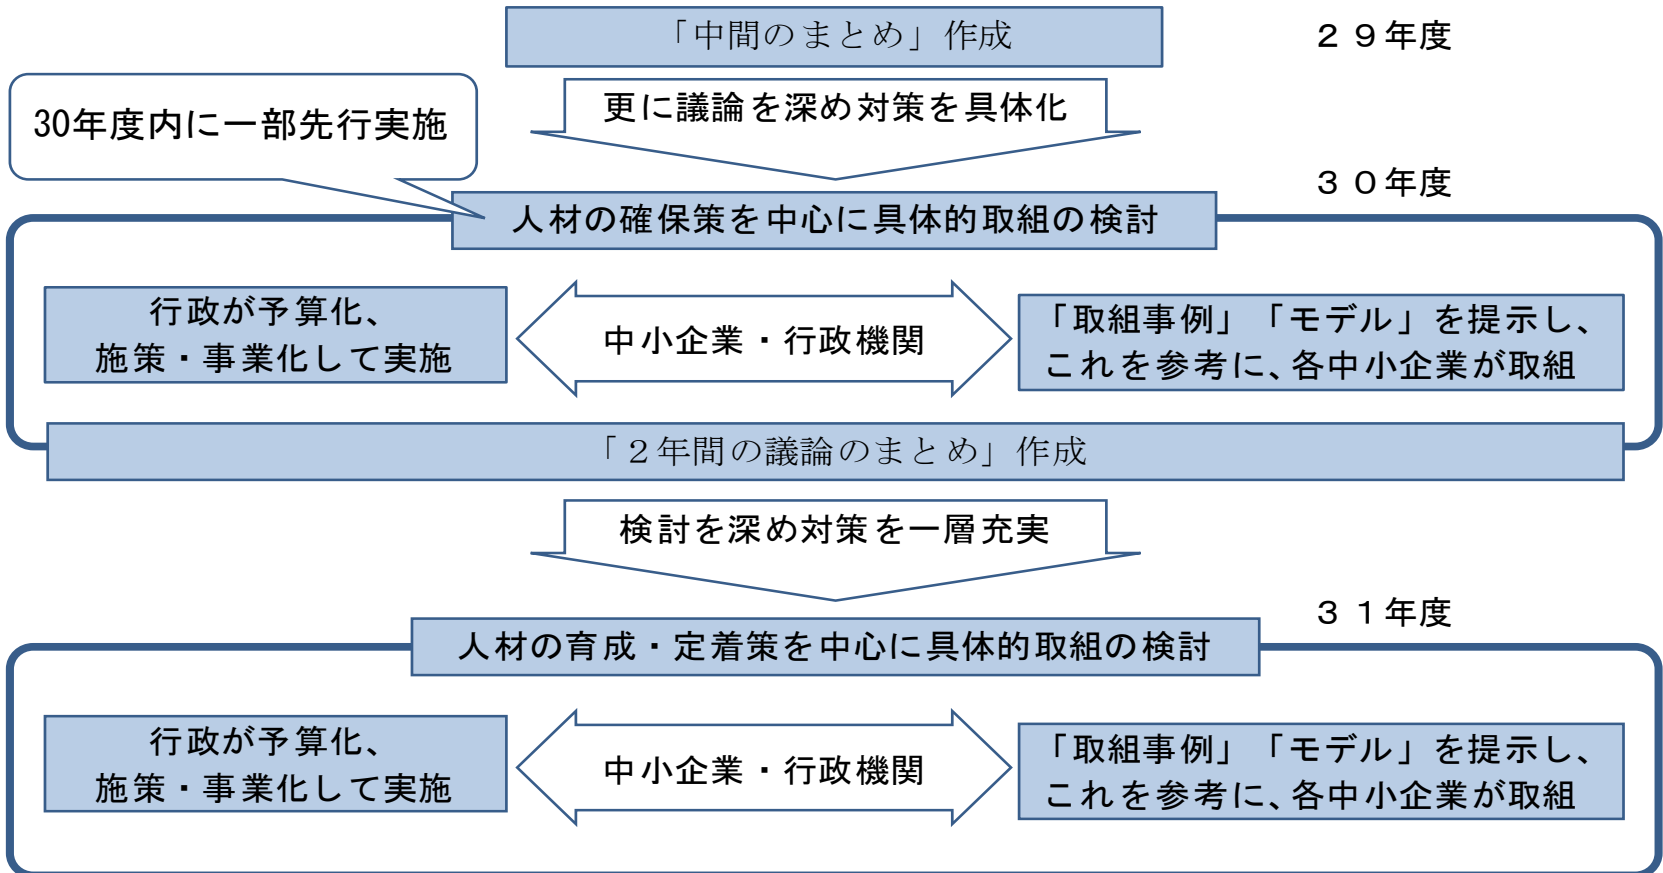 「中間のまとめ」作成
２９年度
更に議論を深め対策を具体化
30年度内に一部先行実施
３０年度
人材の確保策を中心に具体的取組の検討
行政が予算化、
施策・事業化して実施
中小企業・行政機関
「取組事例」「モデル」を提示し、
これを参考に、各中小企業が取組
「２年間の議論のまとめ」作成
検討を深め対策を一層充実
３１年度
人材の育成・定着策を中心に具体的取組の検討
行政が予算化、
施策・事業化して実施
中小企業・行政機関
「取組事例」「モデル」を提示し、
これを参考に、各中小企業が取組